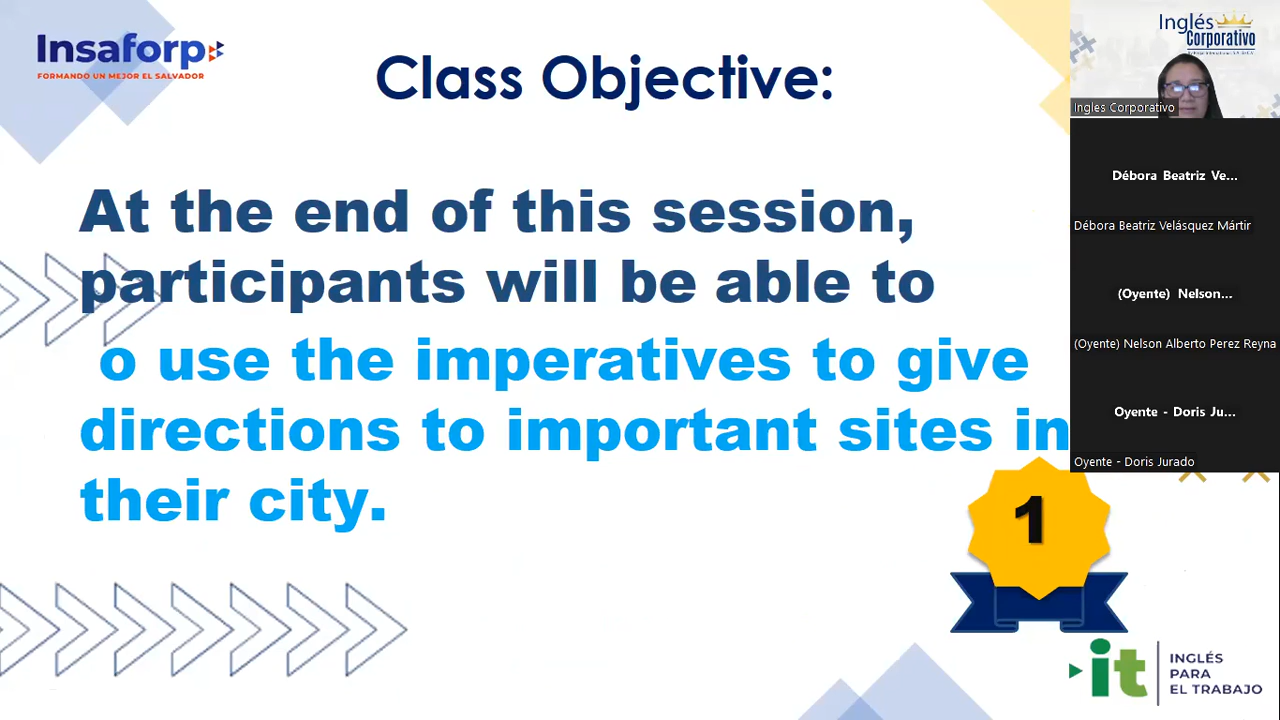 Insaforp
FORMANDO UN MEJOR EL SALVADOR
Class Objective:
At the end of this session,
participants will be able to
o use the imperatives to give
directions to important sites in
their city.
1
it
INGLÉS
PARA
EL TRABAJO
Inglés
Corporativo
Ingles Corporativo
Débora Beatriz Ve...
Débora Beatriz Velásquez Mártir
(Oyente) Nelson...
(Oyente) Nelson Alberto Perez Reyna
Oyente - Doris Ju...
Oyente - Doris Jurado